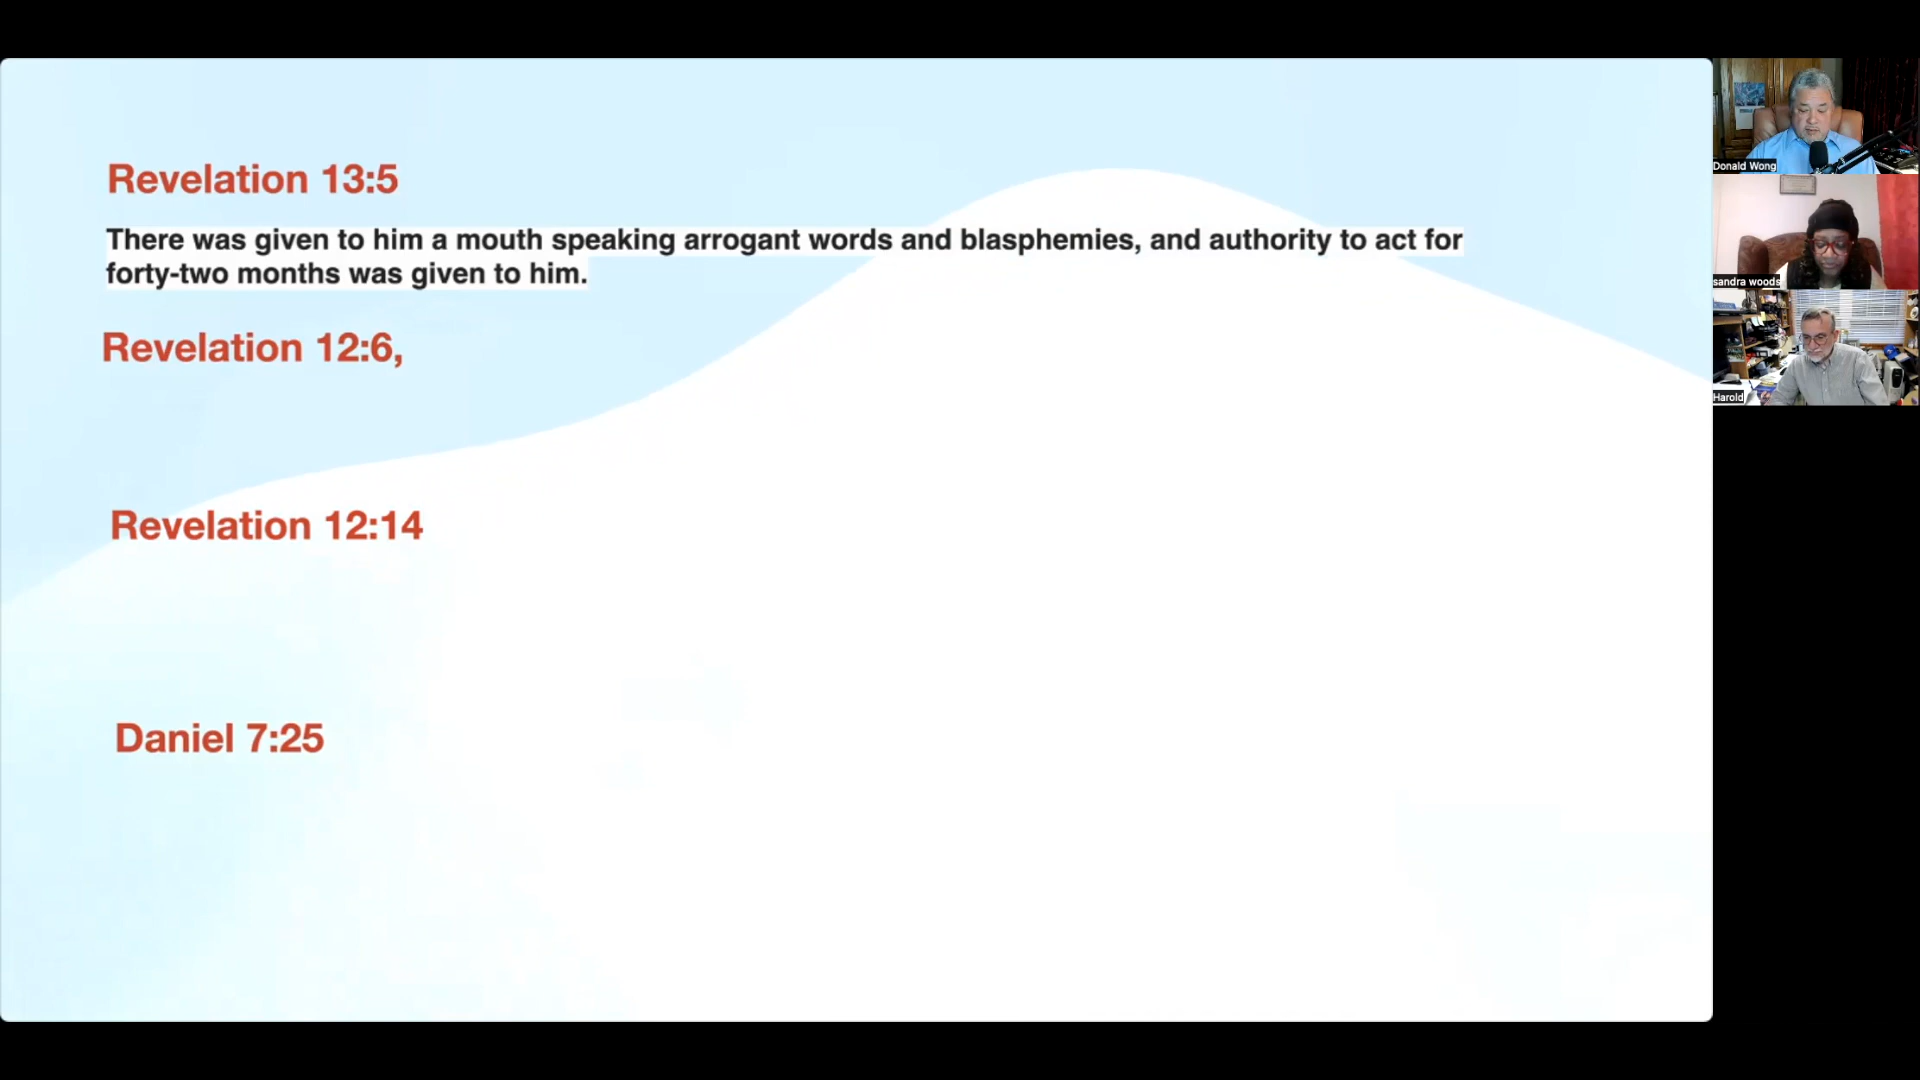 Revelation 13:5
There was given to him a mouth speaking arrogant words and blasphemies, and authority to act for
forty-two months was given to him.
Revelation 12:6,
Revelation 12:14
Daniel 7:25
Donald Wong
sandra woods
Harold